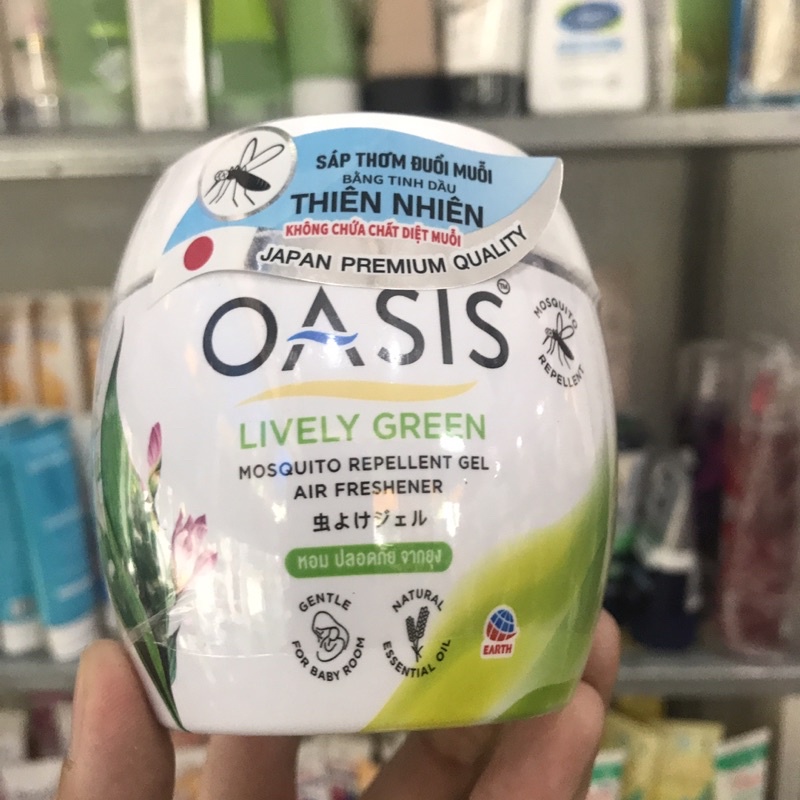 SÁP THƠM ĐUỔI MUỖI
BẰNG TINH DẦU
THIÊN NHIÊN
KHÔNG CHỨA CHẤT DIỆT MUỖI
JAPAN PREMIUM QUALITY
OASIS™
MOSQUITO REPELLENT
LIVELY GREEN
MOSQUITO REPELLENT GEL
AIR FRESHENER
虫よけジェル
หอม ปลอดภัย จากยุง
GENTLE FOR BABY ROOM
NATURAL ESSENTIAL OIL
EARTH